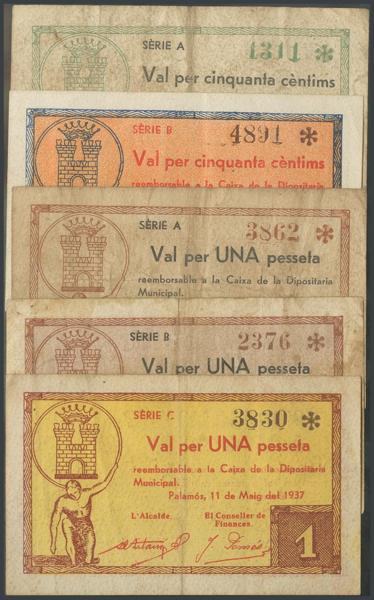 SÈRIE A
1311 *
Val per cinquanta cèntims
SÈRIE B
4891 *
Val per cinquanta cèntims
reemborsable a la Caixa de la Dipositaria
SÈRIE A
3862 *
Val per UNA pesseta
reemborsable a la Caixa de la Dipositaria
Municipal.
SÈRIE B
2376 *
Val per UNA pesseta
SÈRIE C
3830 *
Val per UNA pesseta
reemborsable a la Caixa de la Dipositaria
Municipal.
Palamós, 11 de Maig del 1937
L'Alcalde. El Conseller de
Finances.
1